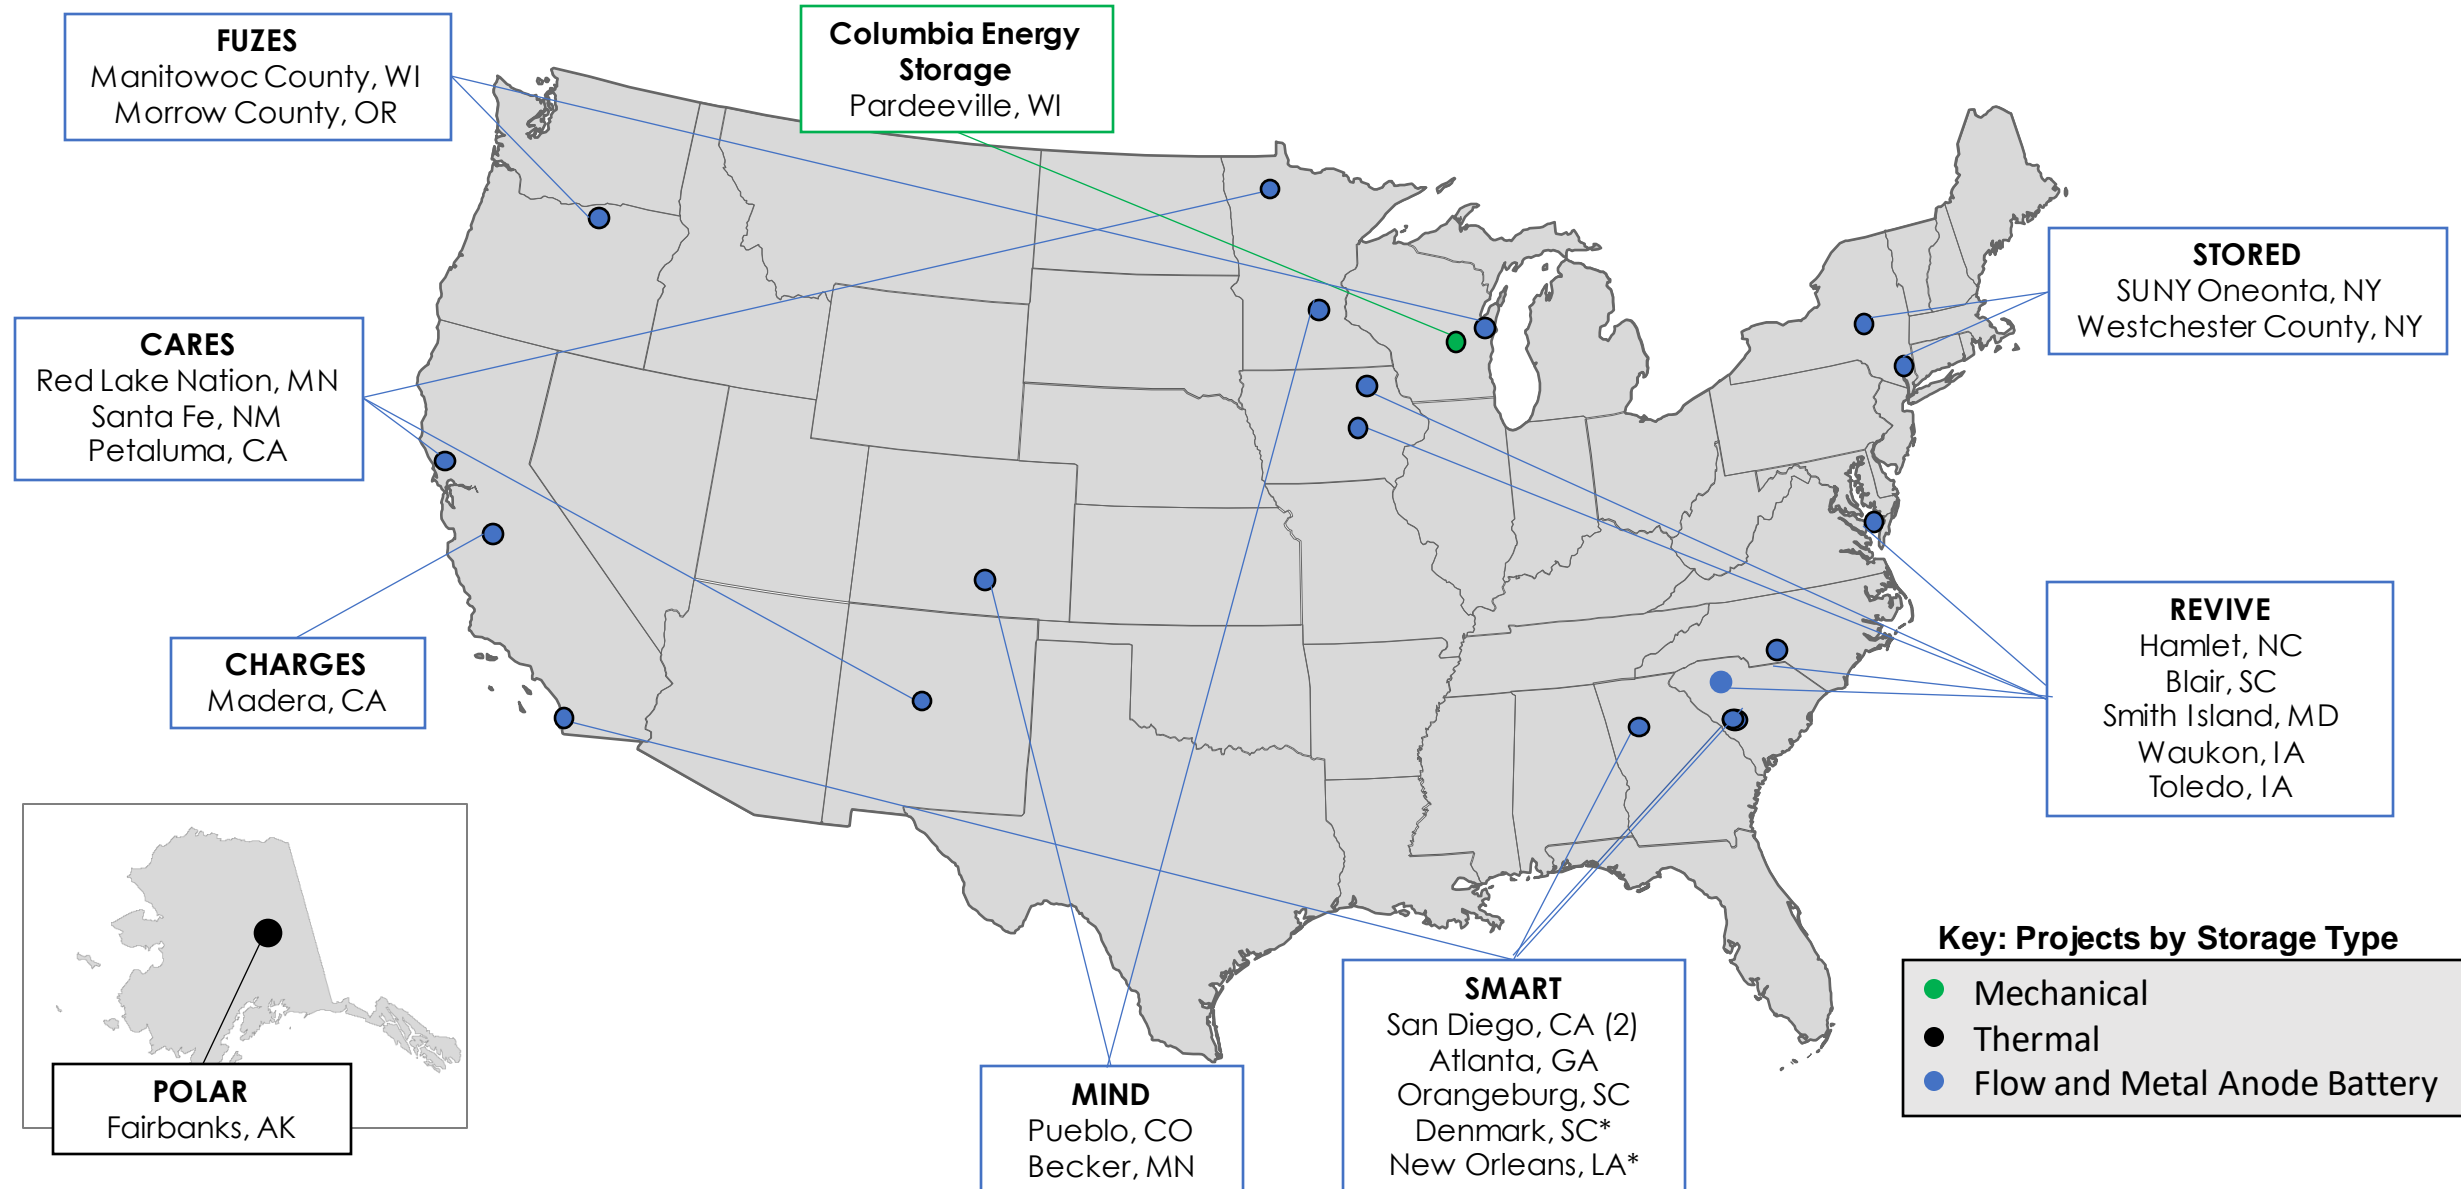 FUZES
Manitowoc County, WI
Morrow County, OR
Columbia Energy
Storage
Pardeeville, WI
STORED
SUNY Oneonta, NY
Westchester County, NY
CARES
Red Lake Nation, MN
Santa Fe, NM
Petaluma, CA
CHARGES
Madera, CA
REVIVE
Hamlet, NC
Blair, SC
Smith Island, MD
Waukon, IA
Toledo, IA
POLAR
Fairbanks, AK
MIND
Pueblo, CO
Becker, MN
SMART
San Diego, CA (2)
Atlanta, GA
Orangeburg, SC
Denmark, SC*
New Orleans, LA*
Key: Projects by Storage Type
Mechanical
Thermal
Flow and Metal Anode Battery